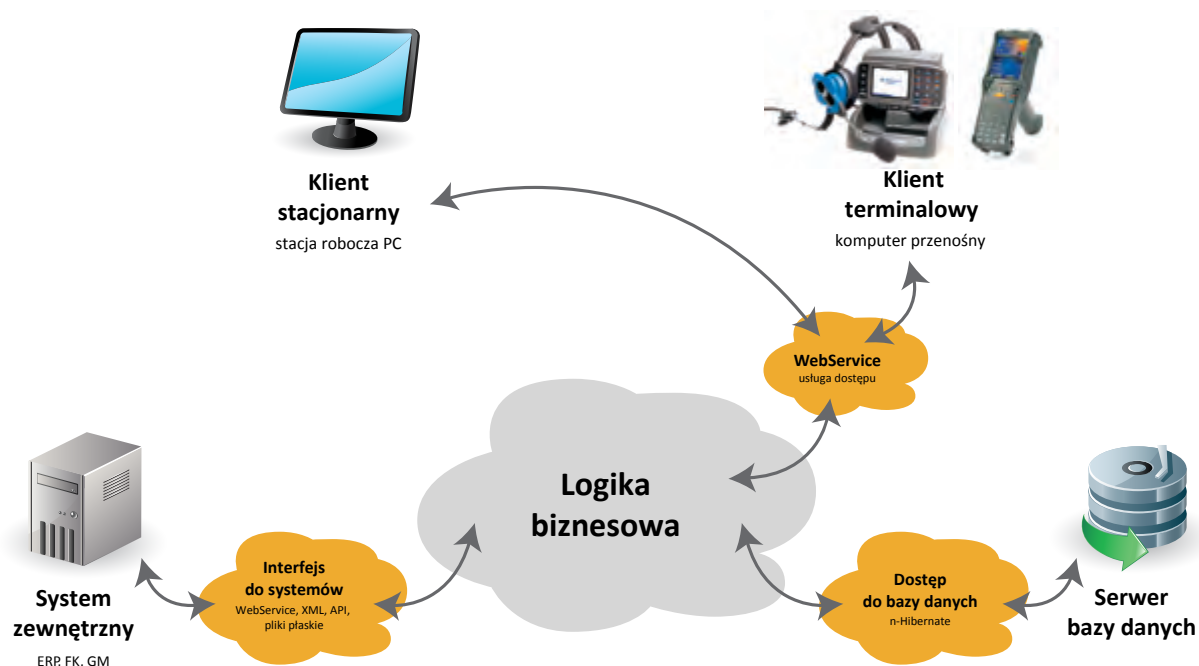 Klient
stacjonarny
stacja robocza PC
Klient
terminalowy
komputer przenośny
WebService
usługa dostępu
Logika
biznesowa
System
zewnętrzny
ERP, FK, GM
Interfejs
do systemów
WebService, XML, API,
pliki płaskie
Dostęp
do bazy danych
n-Hibernate
Serwer
bazy danych